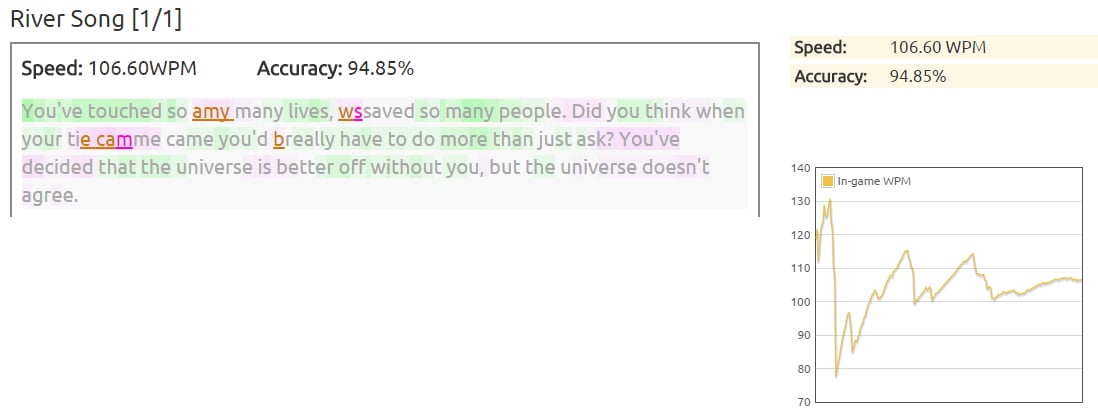 River Song [1/1]
Speed: 106.60WPM Accuracy: 94.85%
You've touched so amy many lives, wssaved so many people. Did you think when
your tie camme came you'd breally have to do more than just ask? You've
decided that the universe is better off without you, but the universe doesn't
agree.
Speed: 106.60 WPM
Accuracy: 94.85%
In-game WPM
140
130
120
110
100
90
80
70